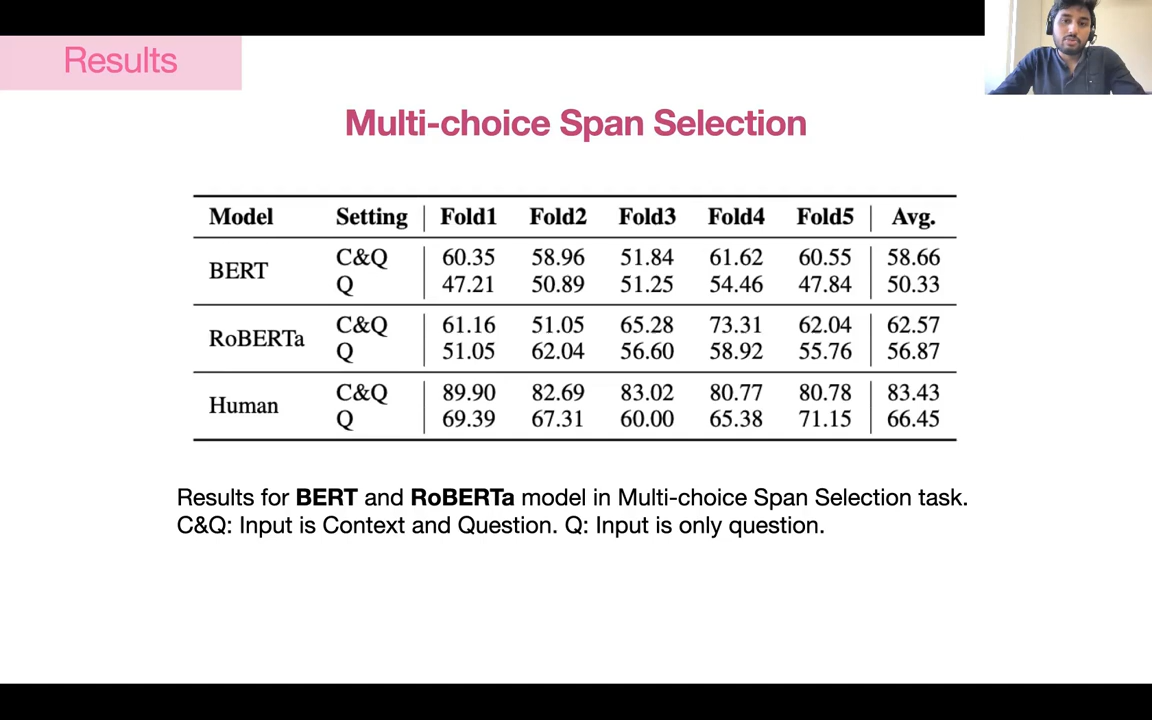 Results
Multi-choice Span Selection
Model Setting Fold1 Fold2 Fold3 Fold4 Fold5 Avg.
BERT C&Q 60.35 58.96 51.84 61.62 60.55 58.66
Q 47.21 50.89 51.25 54.46 47.84 50.33
RoBERTa C&Q 61.16 51.05 65.28 73.31 62.04 62.57
Q 51.05 62.04 56.60 58.92 55.76 56.87
Human C&Q 89.90 82.69 83.02 80.77 80.78 83.43
Q 69.39 67.31 60.00 65.38 71.15 66.45
Results for BERT and RoBERTa model in Multi-choice Span Selection task.
C&Q: Input is Context and Question. Q: Input is only question.